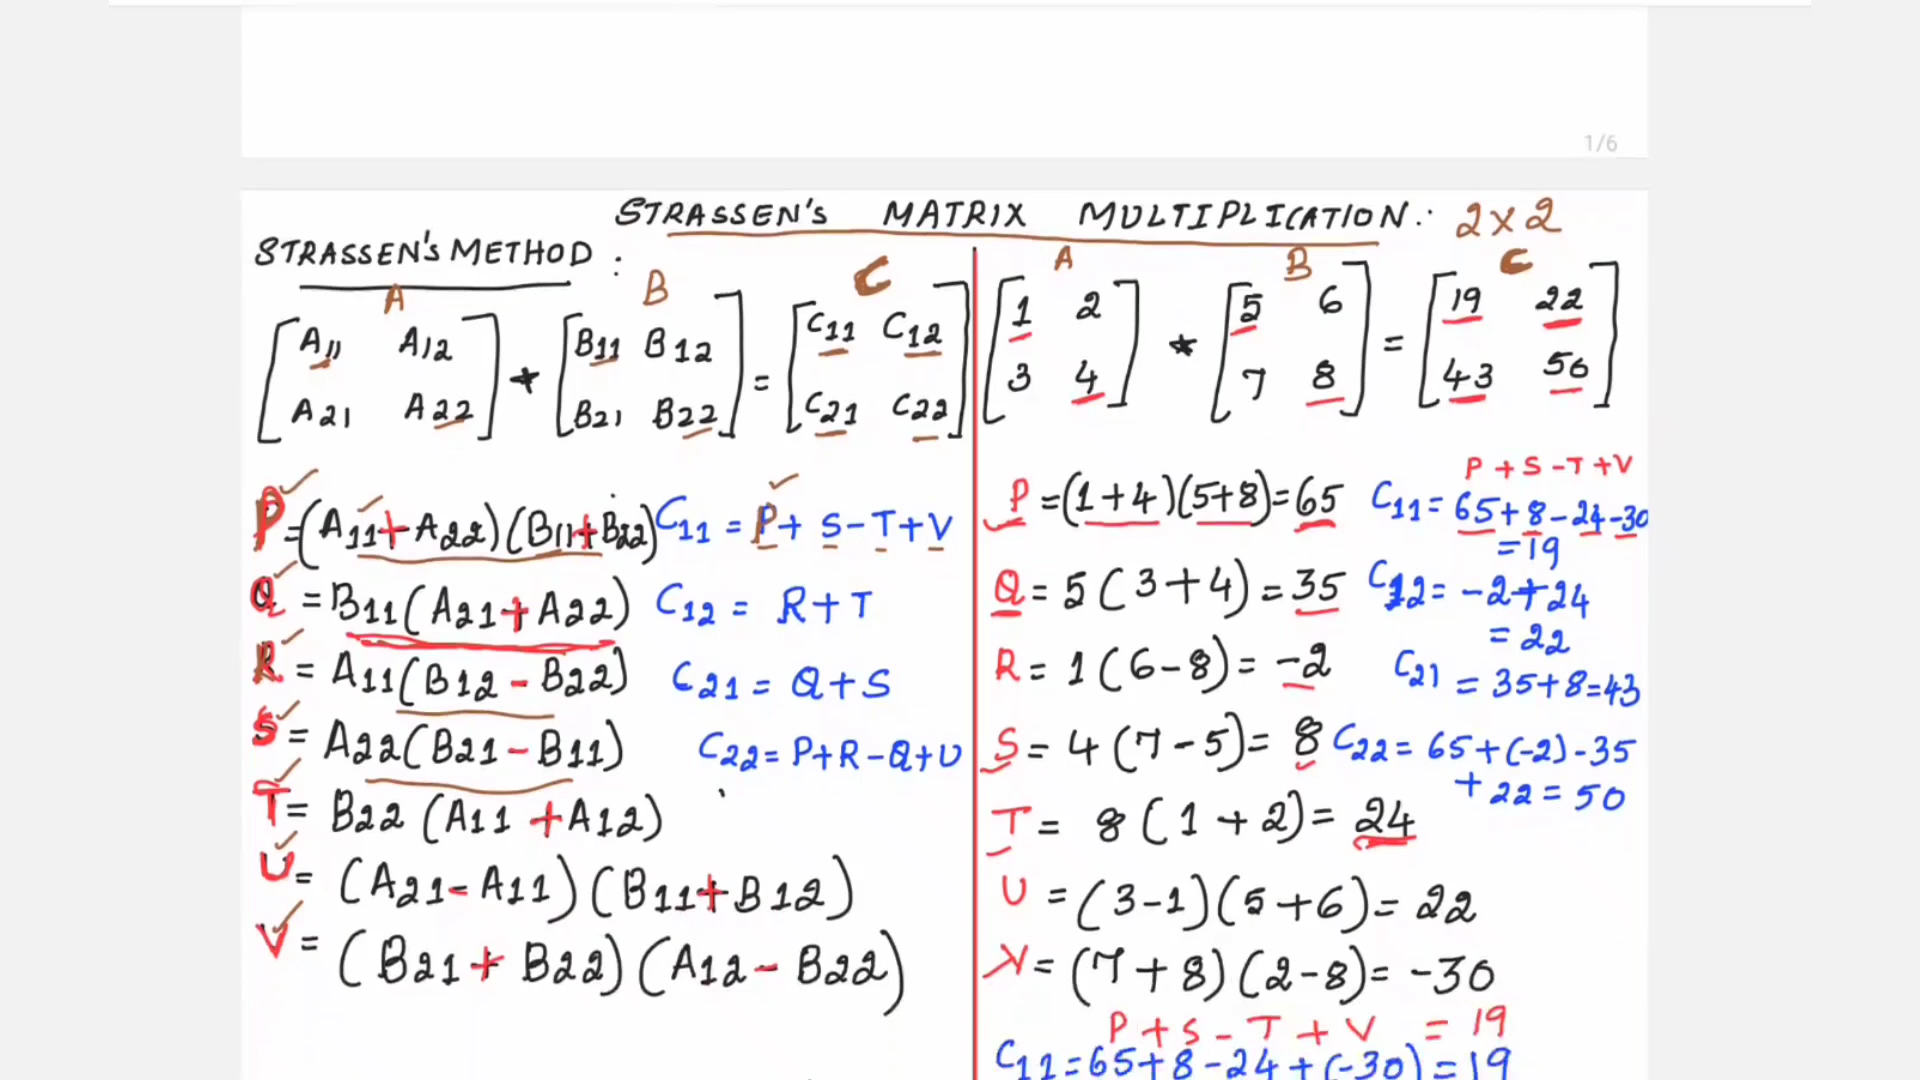 1/6
STRASSEN'S MATRIX MULTIPLICATION: 2x2
STRASSEN'S METHOD :
A B C
[A11 A12 * [B11 B12 = [C11 C12
A21 A22] B21 B22] C21 C22]
P=(A11+A22)(B11+B22) C11 = P+ S-T+V
Q =B11(A21+A22) C12 = R+T
R = A11(B12-B22) C21 = Q+S
S = A22(B21-B11) C22= P+R-Q+U
T= B22 (A11 +A12)
U= (A21-A11)(B11+B12)
V= (B21+ B22)(A12- B22)
A B C
[1 2 * [5 6 = [19 22
3 4] 7 8] 43 50]
P+S-T+V
P =(1+4)(5+8)=65 C11= 65+8-24-30
=19
Q= 5(3+4)=35 C12= -2+24
= 22
R= 1(6-8)= -2 C21 = 35+8=43
S= 4(7-5)= 8 C22= 65+(-2)-35
+ 22= 50
T= 8(1+2)= 24
U =(3-1)(5+6)= 22
V= (7+8)(2-8)= -30
P+S-T+V = 19
C11=65+8-24+(-30)=19